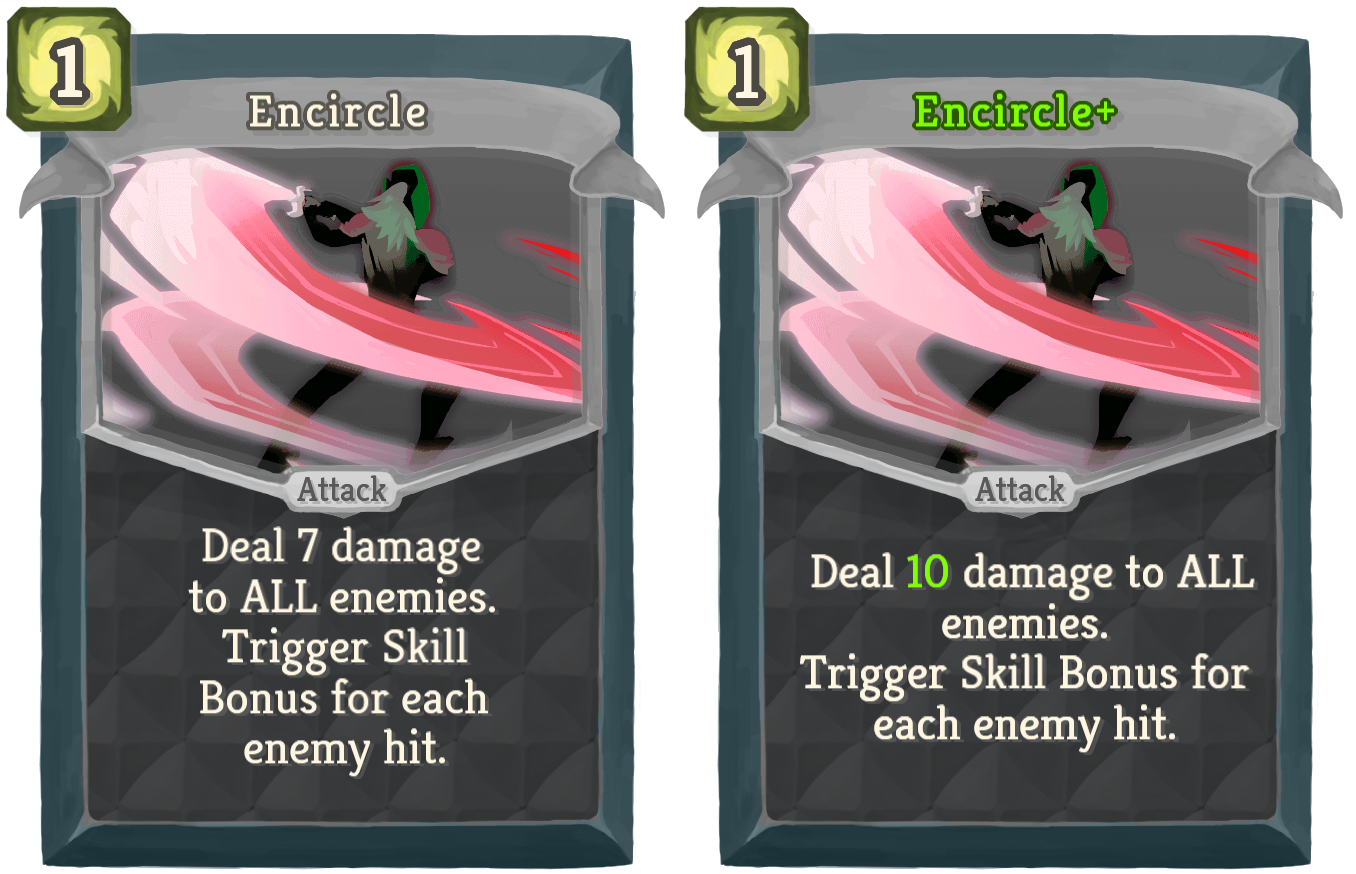 1
Encircle
Attack
Deal 7 damage
to ALL enemies.
Trigger Skill
Bonus for each
enemy hit.
1
Encircle+
Attack
Deal 10 damage to ALL
enemies.
Trigger Skill Bonus for
each enemy hit.